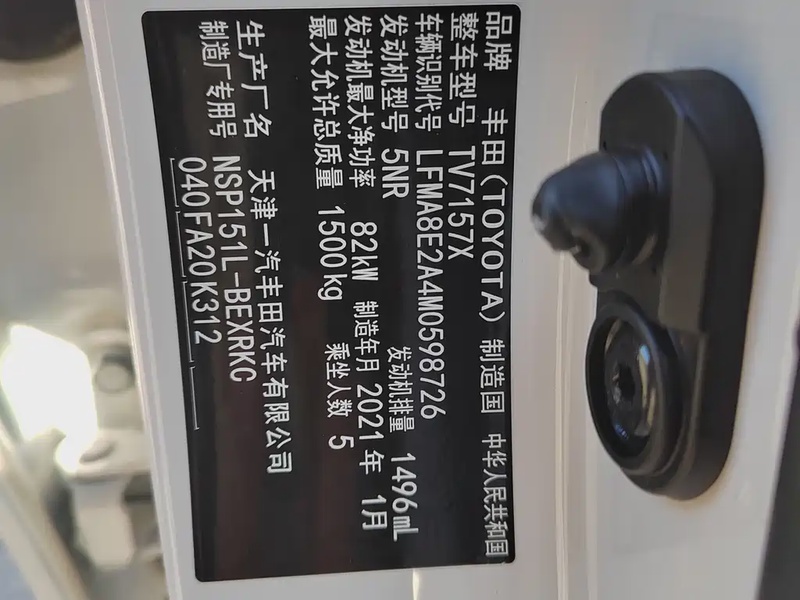 品牌 丰田(TOYOTA) 制造国 中华人民共和国
整车型号 TV7157X
车辆识别代号 LFMA8E2A4M0598726
发动机型号 5NR 发动机排量 1496mL
发动机最大净功率 82kW 制造年月 2021年 1月
最大允许总质量 1500kg 乘坐人数 5
生产厂名 天津一汽丰田汽车有限公司
制造厂专用号 NSP151L-BEXRKC
040FA20K312